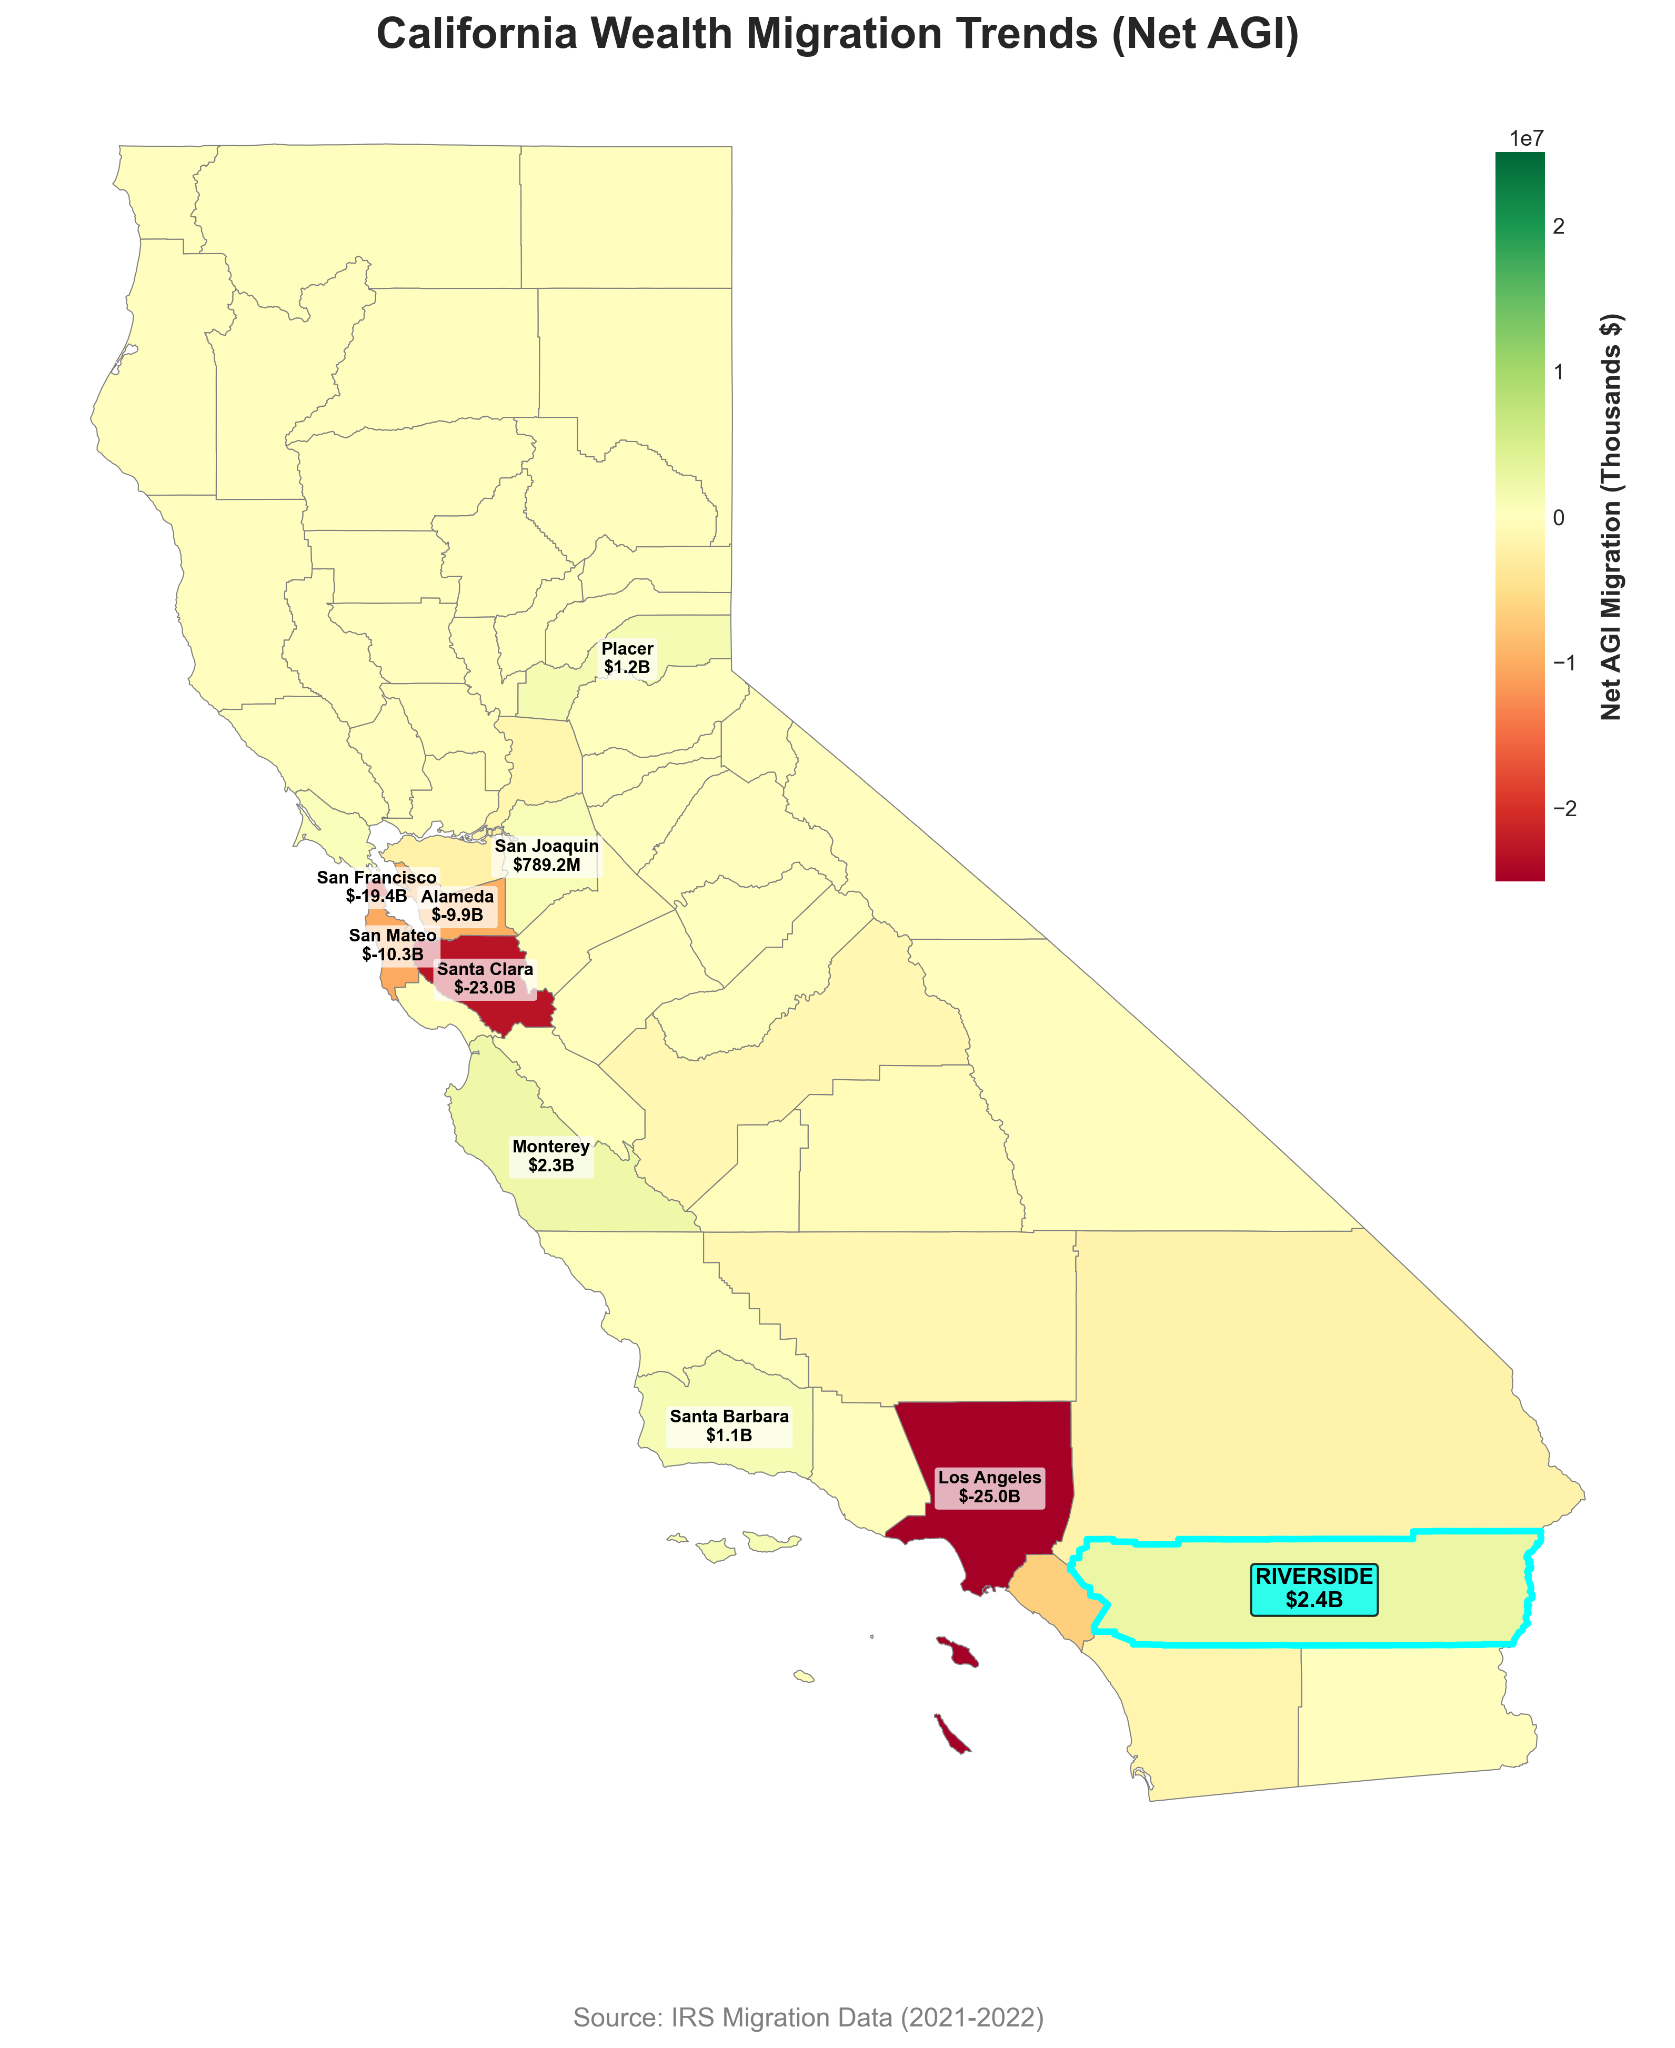 California Wealth Migration Trends (Net AGI)
1e7
2
1
0
−1
−2
Net AGI Migration (Thousands $)
Placer
$1.2B
San Joaquin
$789.2M
San Francisco
$-19.4B
Alameda
$-9.9B
San Mateo
$-10.3B
Santa Clara
$-23.0B
Monterey
$2.3B
Santa Barbara
$1.1B
Los Angeles
$-25.0B
RIVERSIDE
$2.4B
Source: IRS Migration Data (2021-2022)